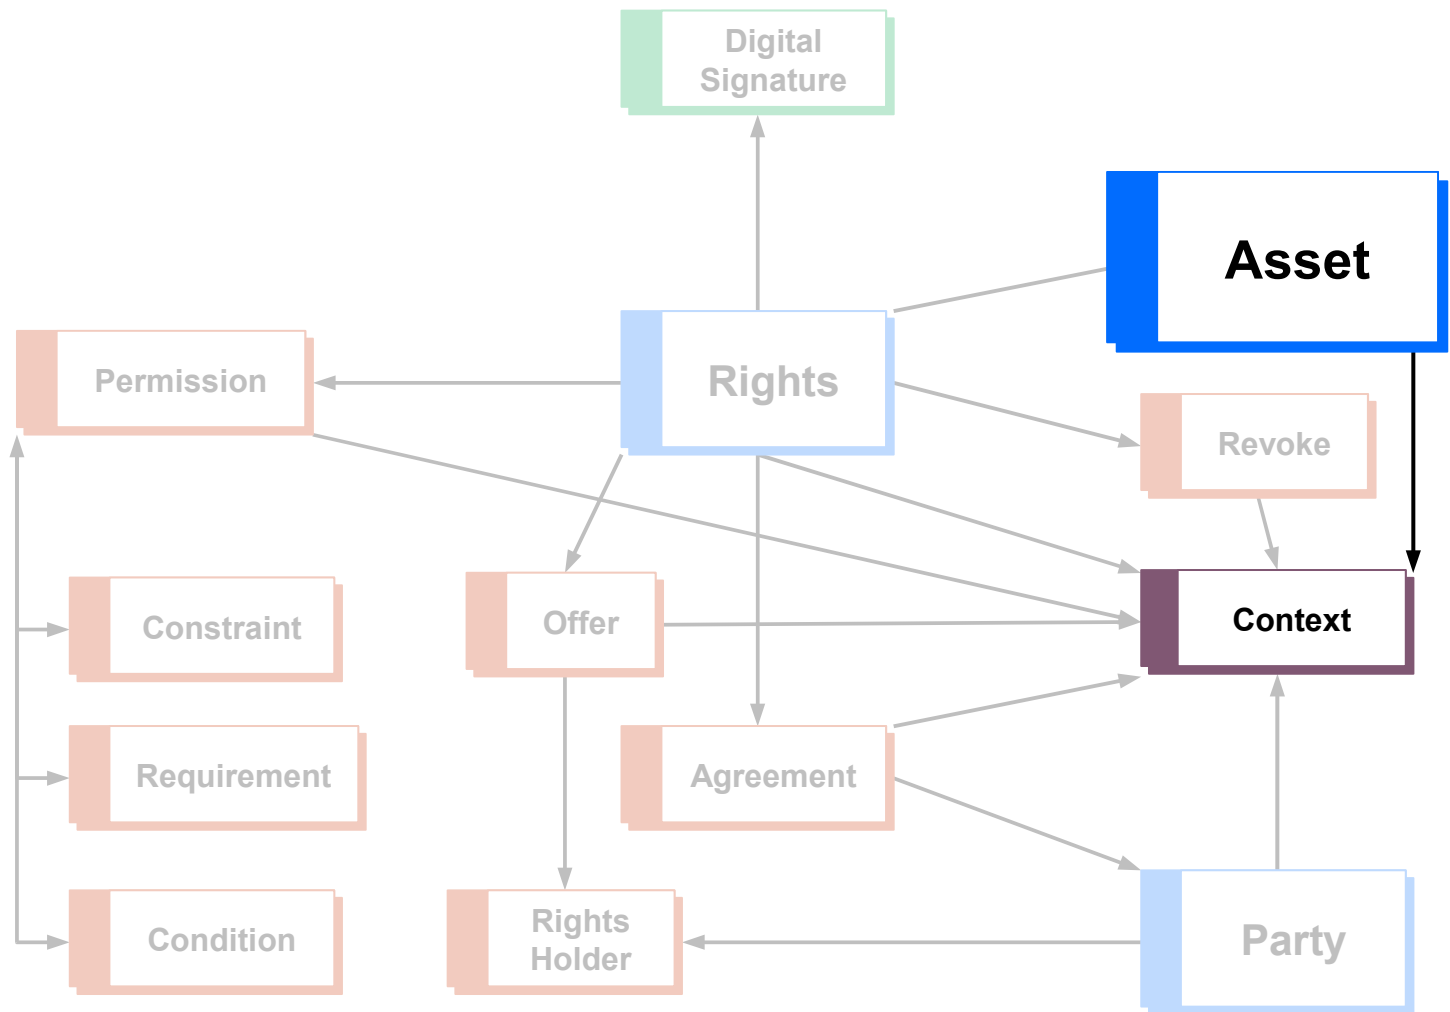 Digital
Signature
Asset
Permission
Rights
Revoke
Constraint
Offer
Context
Requirement
Agreement
Condition
Rights
Holder
Party